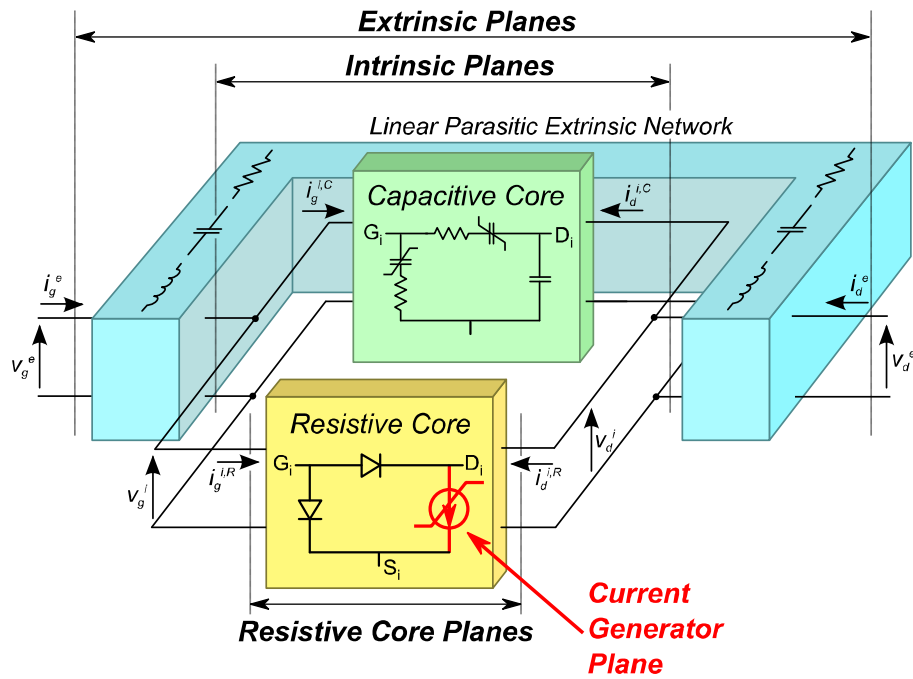 Extrinsic Planes
Intrinsic Planes
Linear Parasitic Extrinsic Network
i_g^{i,C}
Capacitive Core
i_d^{i,C}
G_i
D_i
i_g^e
i_d^e
v_g^e
v_d^e
Resistive Core
v_d^i
G_i
D_i
i_g^{i,R}
i_d^{i,R}
v_g^i
S_i
Current
Generator
Plane
Resistive Core Planes